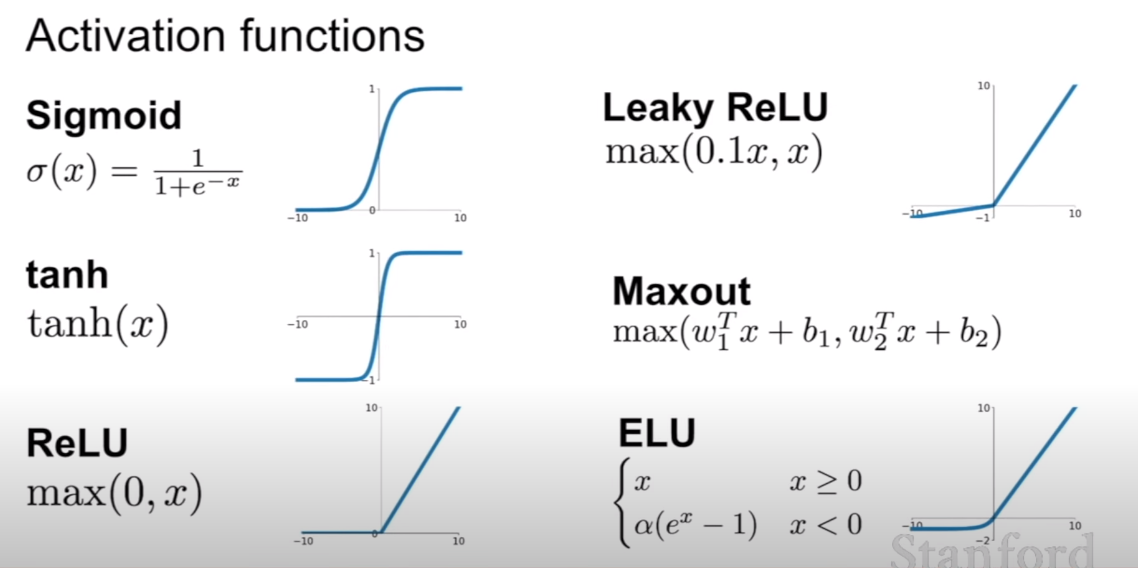 Activation functions
Sigmoid
σ(x) = 1/(1+e^{-x})
1
0
-10
10
tanh
tanh(x)
1
-10
10
-1
ReLU
max(0, x)
10
0
-10
10
Leaky ReLU
max(0.1x, x)
10
-10
-1
10
Maxout
max(w_1^T x + b_1, w_2^T x + b_2)
ELU
{ x x ≥ 0
α(e^x − 1) x < 0
10
-10
10
-2
Stanford